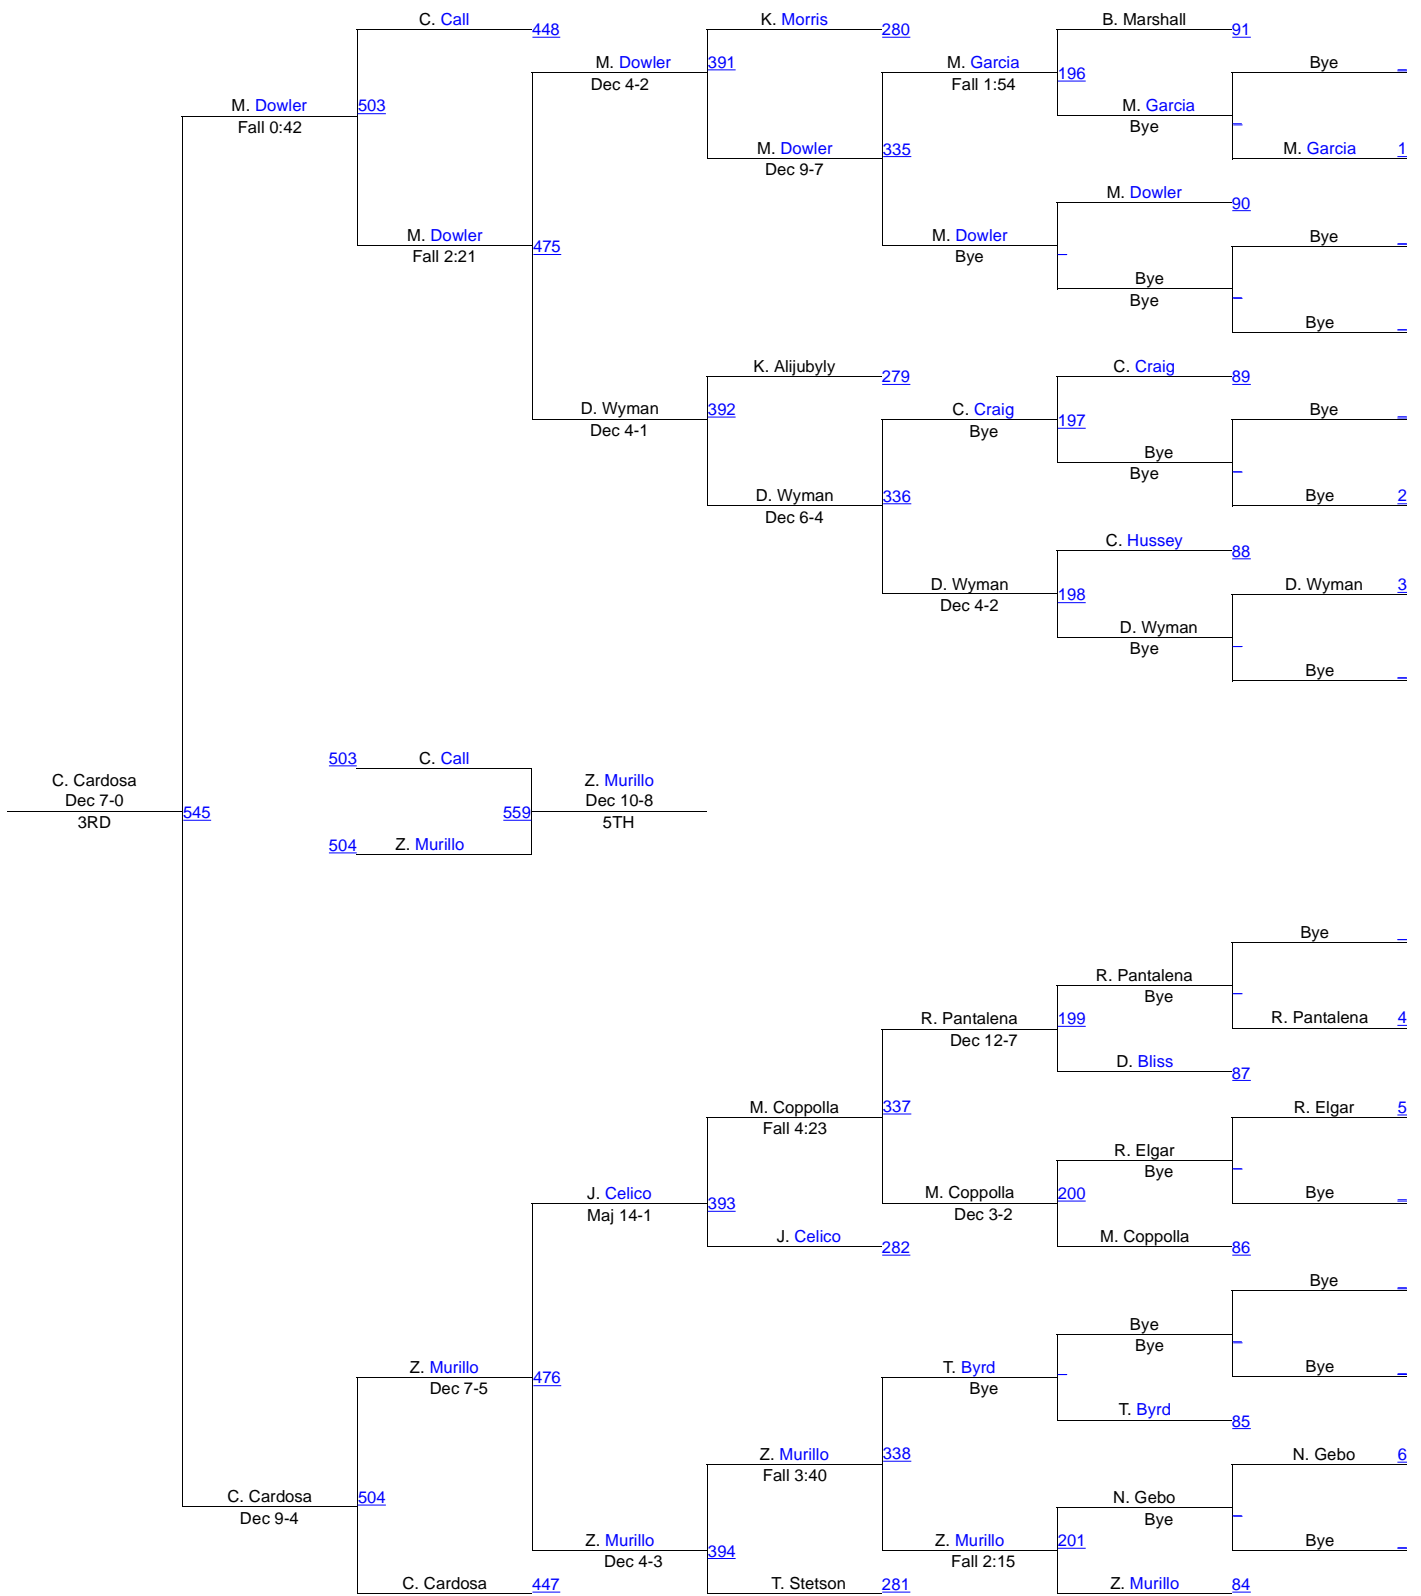 C. Call 448
K. Morris 280
B. Marshall 91
M. Dowler 391
Dec 4-2
M. Garcia 196
Fall 1:54
Bye
M. Dowler 503
Fall 0:42
M. Garcia
Bye
M. Dowler 335
Dec 9-7
M. Garcia 1
M. Dowler 90
M. Dowler 475
Fall 2:21
M. Dowler
Bye
Bye
Bye
Bye
Bye
K. Alijubyly 279
C. Craig 89
D. Wyman 392
Dec 4-1
C. Craig 197
Bye
Bye
Bye
Bye
D. Wyman 336
Dec 6-4
Bye 2
C. Hussey 88
D. Wyman 198
Dec 4-2
D. Wyman 3
D. Wyman
Bye
Bye
503 C. Call
C. Cardosa
Dec 7-0
3RD
545
559
Z. Murillo
Dec 10-8
5TH
504 Z. Murillo
Bye
R. Pantalena
Bye
R. Pantalena 199
Dec 12-7
R. Pantalena 4
D. Bliss 87
M. Coppolla 337
Fall 4:23
R. Elgar 5
R. Elgar
Bye
J. Celico 393
Maj 14-1
M. Coppolla 200
Dec 3-2
Bye
J. Celico 282
M. Coppolla 86
Bye
Bye
Bye
Z. Murillo 476
Dec 7-5
T. Byrd
Bye
Bye
T. Byrd 85
Z. Murillo 338
Fall 3:40
N. Gebo 6
C. Cardosa 504
Dec 9-4
N. Gebo
Bye
Z. Murillo 394
Dec 4-3
Z. Murillo 201
Fall 2:15
Bye
C. Cardosa 447
T. Stetson 281
Z. Murillo 84